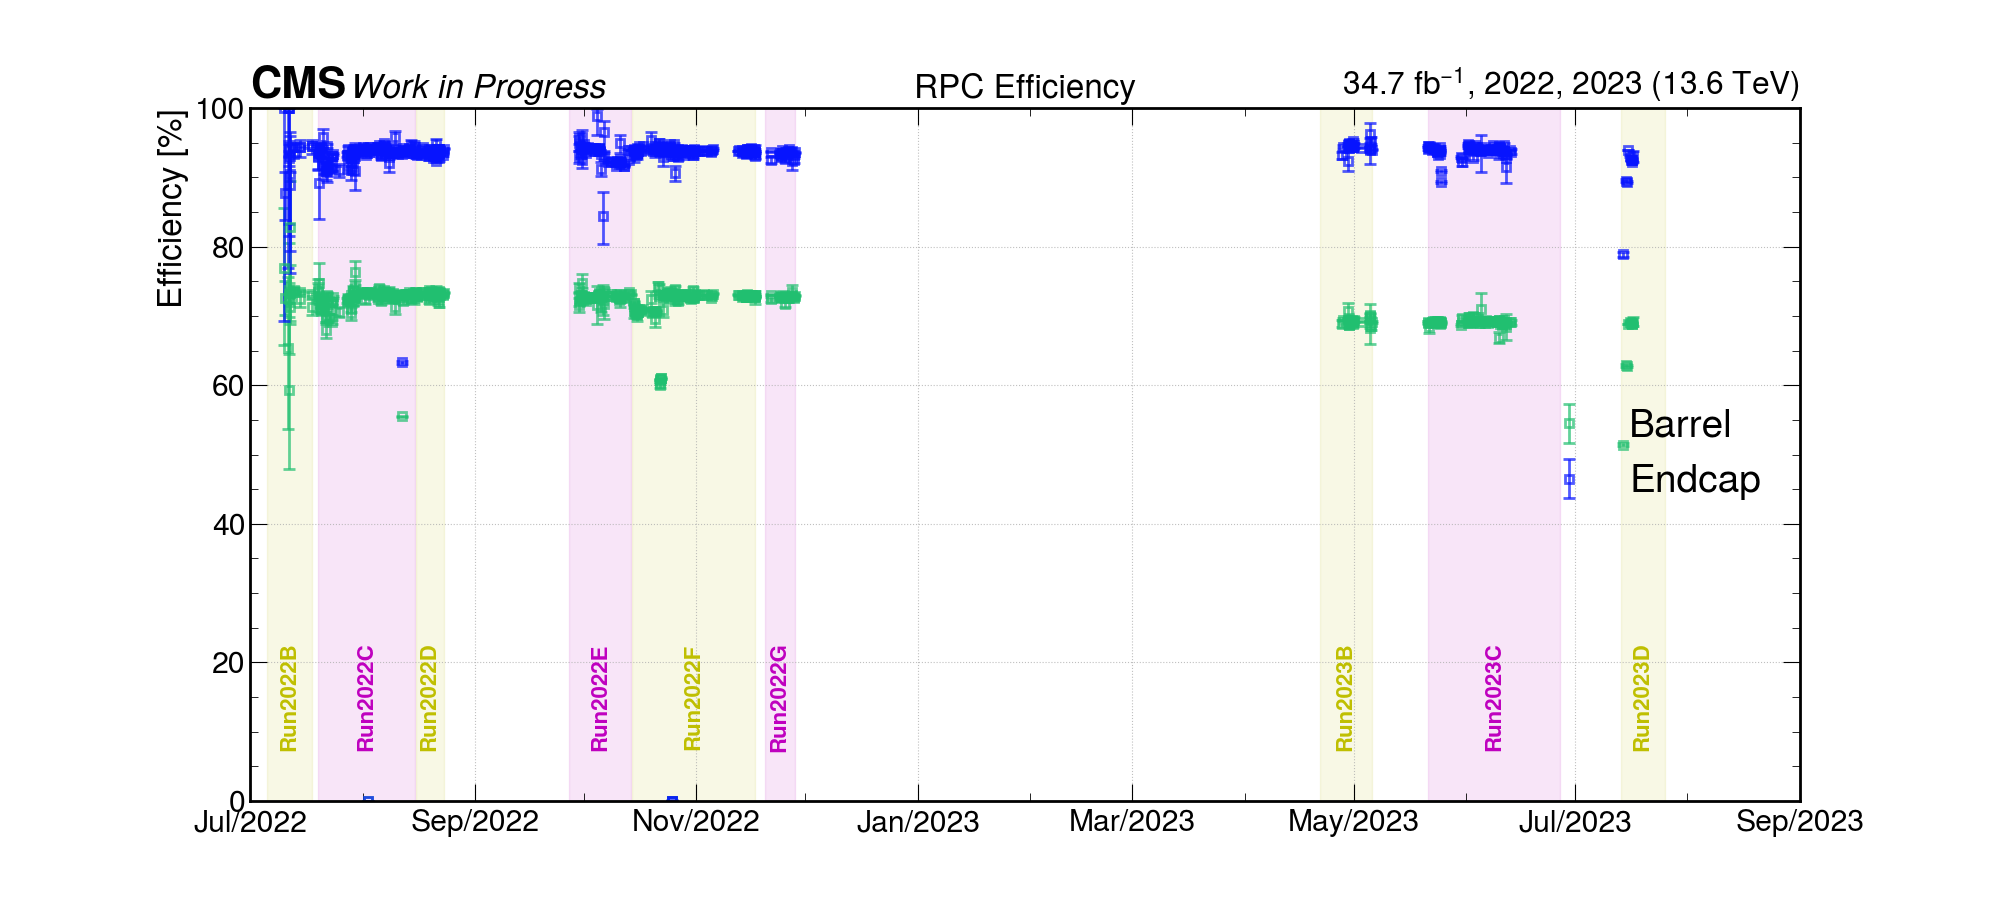 CMS Work in Progress RPC Efficiency 34.7 fb⁻¹, 2022, 2023 (13.6 TeV)
Efficiency [%]
100
80
60
40
20
0
Barrel
Endcap
Run2022B Run2022C Run2022D Run2022E Run2022F Run2022G Run2023B Run2023C Run2023D
Jul/2022 Sep/2022 Nov/2022 Jan/2023 Mar/2023 May/2023 Jul/2023 Sep/2023